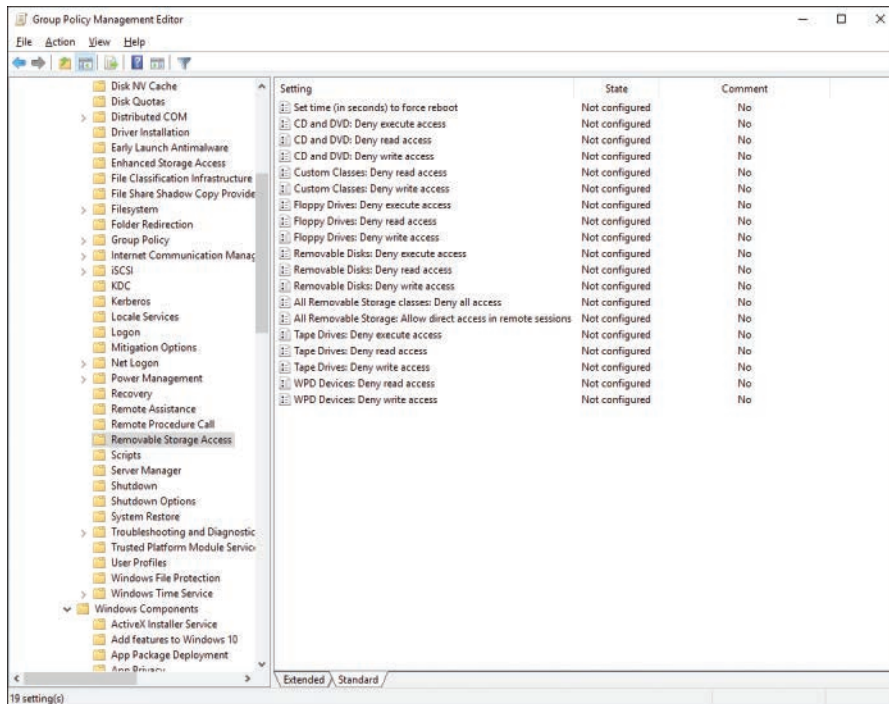 Group Policy Management Editor
File Action View Help
Disk NV Cache
Disk Quotas
Distributed COM
Driver Installation
Early Launch Antimalware
Enhanced Storage Access
File Classification Infrastructure
File Share Shadow Copy Provide
Filesystem
Folder Redirection
Group Policy
Internet Communication Manag
iSCSI
KDC
Kerberos
Locale Services
Logon
Mitigation Options
Net Logon
Power Management
Recovery
Remote Assistance
Remote Procedure Call
Removable Storage Access
Scripts
Server Manager
Shutdown
Shutdown Options
System Restore
Troubleshooting and Diagnostic
Trusted Platform Module Servic
User Profiles
Windows File Protection
Windows Time Service
Windows Components
ActiveX Installer Service
Add features to Windows 10
App Package Deployment
App Privacy
Setting State Comment
Set time (in seconds) to force reboot Not configured No
CD and DVD: Deny execute access Not configured No
CD and DVD: Deny read access Not configured No
CD and DVD: Deny write access Not configured No
Custom Classes: Deny read access Not configured No
Custom Classes: Deny write access Not configured No
Floppy Drives: Deny execute access Not configured No
Floppy Drives: Deny read access Not configured No
Floppy Drives: Deny write access Not configured No
Removable Disks: Deny execute access Not configured No
Removable Disks: Deny read access Not configured No
Removable Disks: Deny write access Not configured No
All Removable Storage classes: Deny all access Not configured No
All Removable Storage: Allow direct access in remote sessions Not configured No
Tape Drives: Deny execute access Not configured No
Tape Drives: Deny read access Not configured No
Tape Drives: Deny write access Not configured No
WPD Devices: Deny read access Not configured No
WPD Devices: Deny write access Not configured No
Extended Standard
19 setting(s)